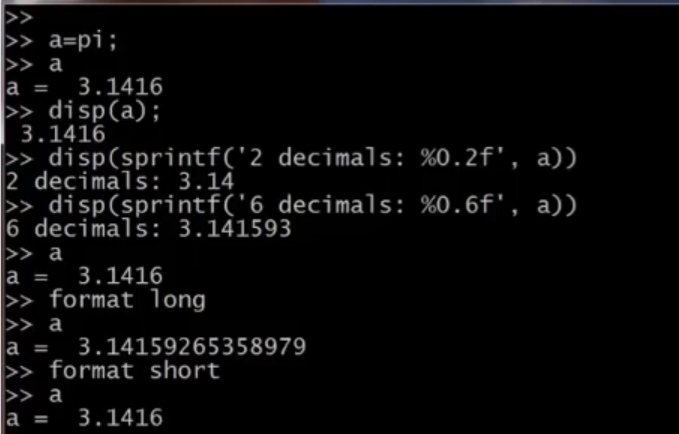 >>
>> a=pi;
>> a
a =  3.1416
>> disp(a);
 3.1416
>> disp(sprintf('2 decimals: %0.2f', a))
2 decimals: 3.14
>> disp(sprintf('6 decimals: %0.6f', a))
6 decimals: 3.141593
>> a
a =  3.1416
>> format long
>> a
a =  3.14159265358979
>> format short
>> a
a =  3.1416